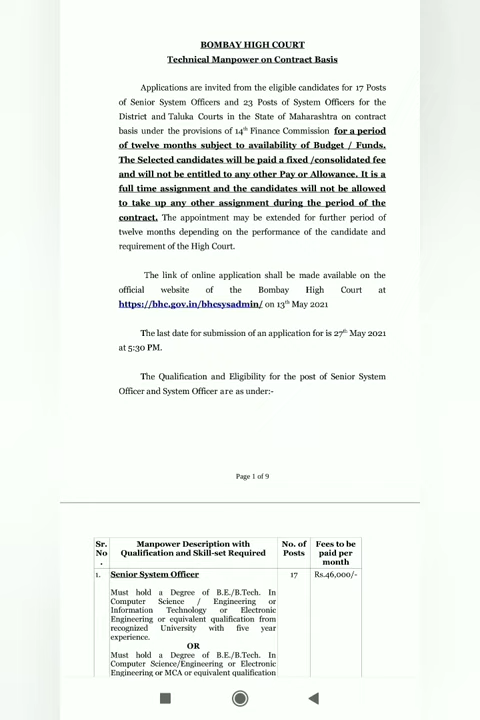 BOMBAY HIGH COURT
Technical Manpower on Contract Basis
Applications are invited from the eligible candidates for 17 Posts
of Senior System Officers and 23 Posts of System Officers for the
District and Taluka Courts in the State of Maharashtra on contract
basis under the provisions of 14th Finance Commission for a period
of twelve months subject to availability of Budget / Funds.
The Selected candidates will be paid a fixed /consolidated fee
and will not be entitled to any other Pay or Allowance. It is a
full time assignment and the candidates will not be allowed
to take up any other assignment during the period of the
contract. The appointment may be extended for further period of
twelve months depending on the performance of the candidate and
requirement of the High Court.
The link of online application shall be made available on the
official website of the Bombay High Court at
https://bhc.gov.in/bhcsysadmin/ on 13th May 2021
The last date for submission of an application for is 27th May 2021
at 5:30 PM.
The Qualification and Eligibility for the post of Senior System
Officer and System Officer are as under:-
Page 1 of 9
Sr. No . Manpower Description with Qualification and Skill-set Required No. of Posts Fees to be paid per month
1. Senior System Officer 17 Rs.46,000/-
Must hold a Degree of B.E./B.Tech. In
Computer Science / Engineering or
Information Technology or Electronic
Engineering or equivalent qualification from
recognized University with five year
experience.
OR
Must hold a Degree of B.E./B.Tech. In
Computer Science/Engineering or Electronic
Engineering or MCA or equivalent qualification